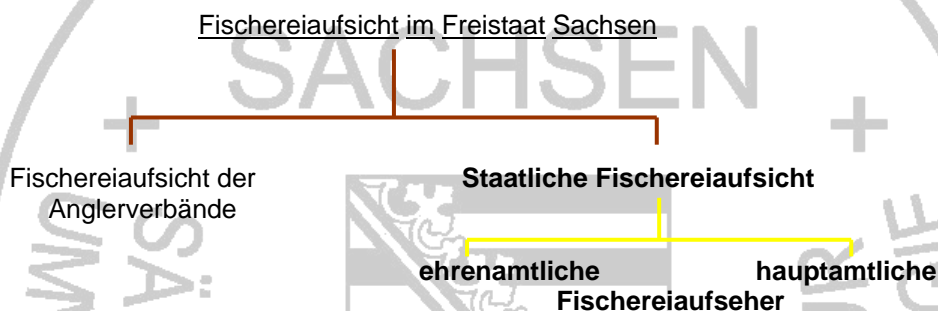 Fischereiaufsicht im Freistaat Sachsen
SACHSEN
Fischereiaufsicht der
Anglerverbände
Staatliche Fischereiaufsicht
ehrenamtliche hauptamtliche
Fischereiaufseher